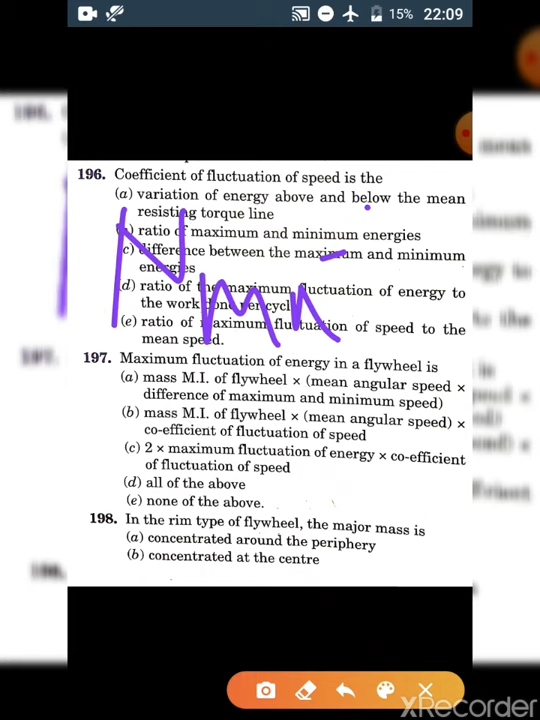 15% 22:09
196. Coefficient of fluctuation of speed is the
(a) variation of energy above and below the mean
resisting torque line
(b) ratio of maximum and minimum energies
(c) difference between the maximum and minimum
energies
(d) ratio of the maximum fluctuation of energy to
the work done per cycle
(e) ratio of maximum fluctuation of speed to the
mean speed.
197. Maximum fluctuation of energy in a flywheel is
(a) mass M.I. of flywheel × (mean angular speed ×
difference of maximum and minimum speed)
(b) mass M.I. of flywheel × (mean angular speed) ×
co-efficient of fluctuation of speed
(c) 2 × maximum fluctuation of energy × co-efficient
of fluctuation of speed
(d) all of the above
(e) none of the above.
198. In the rim type of flywheel, the major mass is
(a) concentrated around the periphery
(b) concentrated at the centre
XRecorder